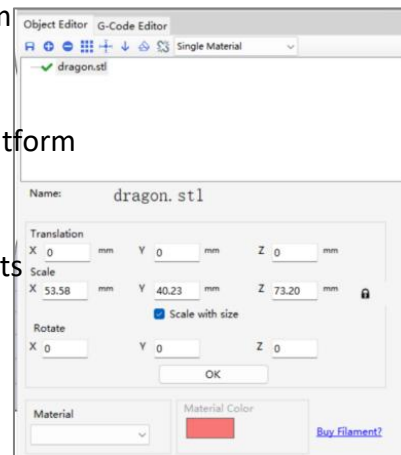 Object Editor G-Code Editor
Single Material
dragon.stl
tform
Name: dragon.stl
Translation
X 0 mm Y 0 mm Z 0 mm
ts
Scale
X 53.58 mm Y 40.23 mm Z 73.20 mm
Scale with size
Rotate
X 0 Y 0 Z 0
OK
Material
Material Color
Buy Filament?